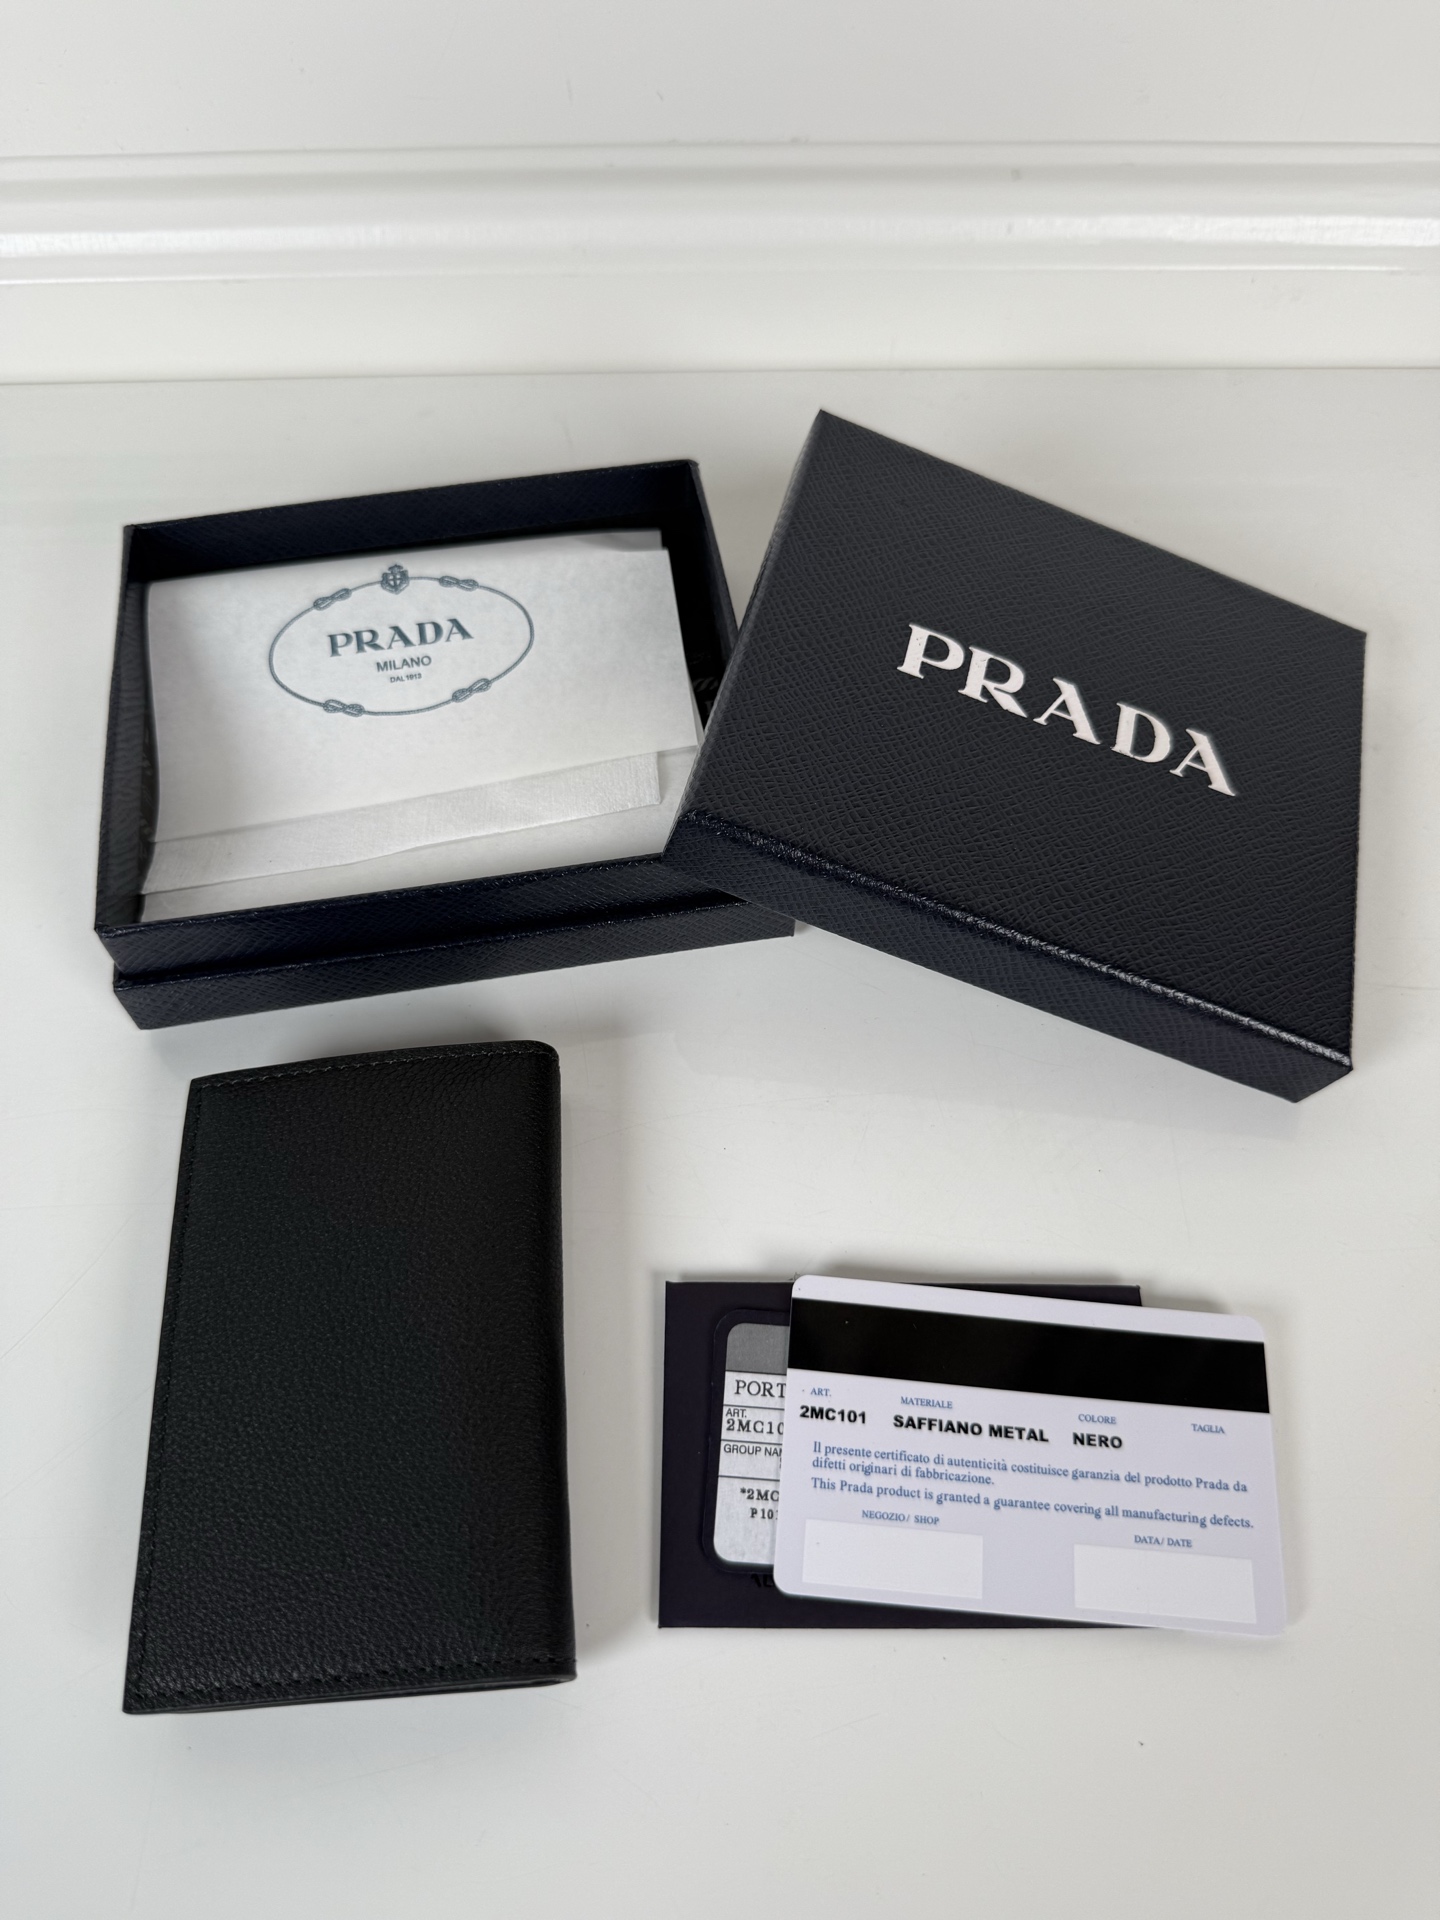 PRADA
MILANO
DAL 1913
PRADA
PORT
ART.
2MC10
GROUP NA
*2MC
P10
ART. MATERIALE COLORE TAGLIA
2MC101 SAFFIANO METAL NERO
Il presente certificato di autenticità costituisce garanzia del prodotto Prada da
difetti originari di fabbricazione.
This Prada product is granted a guarantee covering all manufacturing defects.
NEGOZIO/ SHOP DATA/ DATE